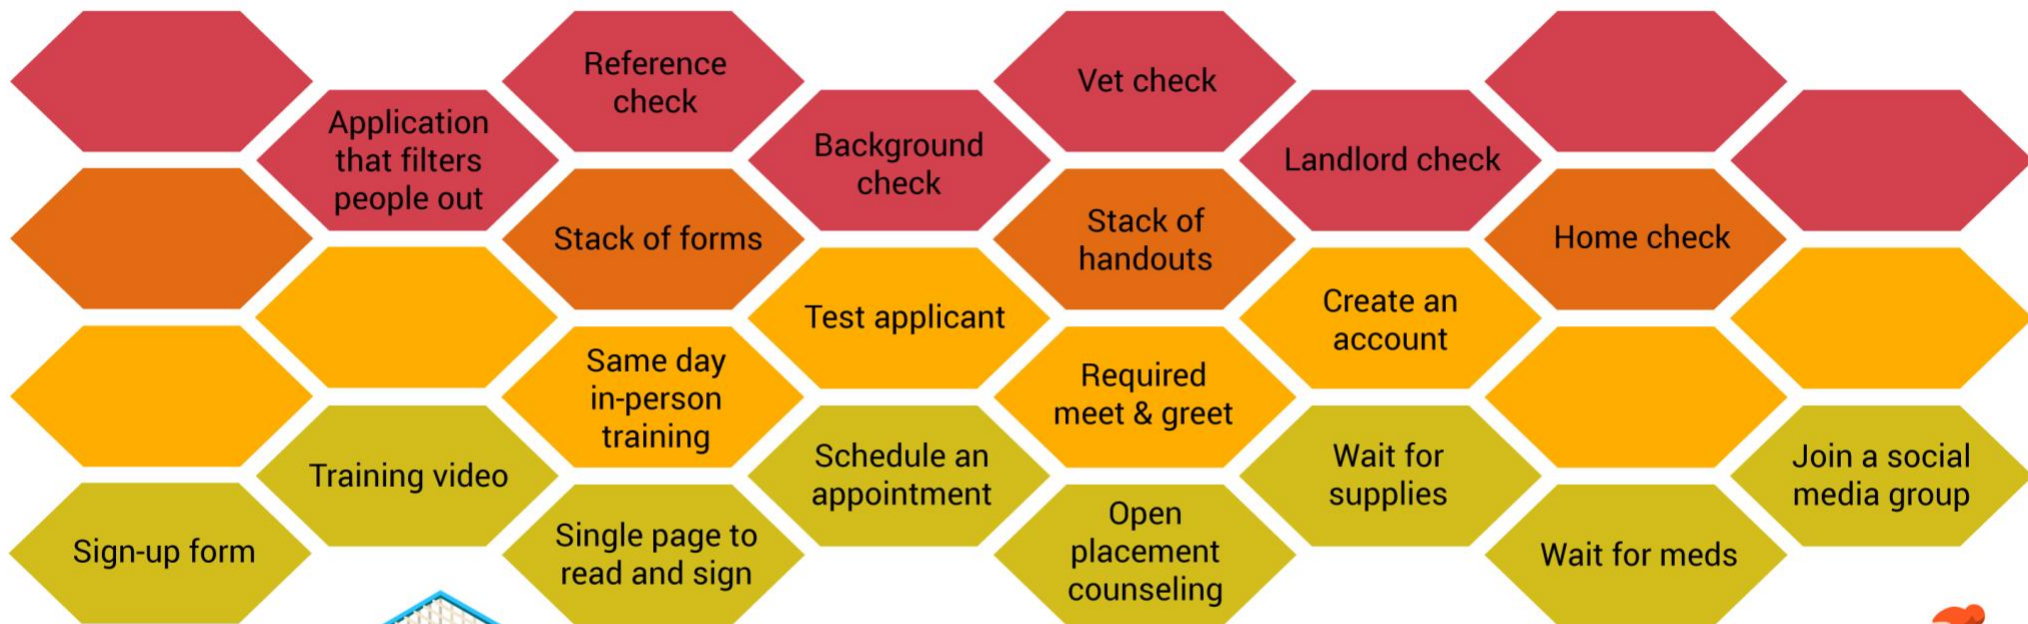 Reference
check
Vet check
Application
that filters
people out
Background
check
Landlord check
Stack of forms
Stack of
handouts
Home check
Test applicant
Create an
account
Same day
in-person
training
Required
meet & greet
Training video
Schedule an
appointment
Wait for
supplies
Join a social
media group
Sign-up form
Single page to
read and sign
Open
placement
counseling
Wait for meds